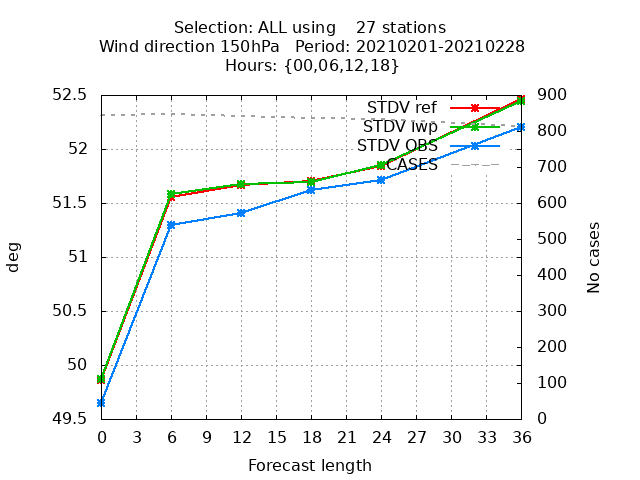 Selection: ALL using    27 stations
Wind direction 150hPa   Period: 20210201-20210228
Hours: {00,06,12,18}
STDV ref
STDV lwp
STDV OBS
CASES
52.5
52
51.5
51
50.5
50
49.5
deg
900
800
700
600
500
400
300
200
100
0
No cases
0 3 6 9 12 15 18 21 24 27 30 33 36
Forecast length